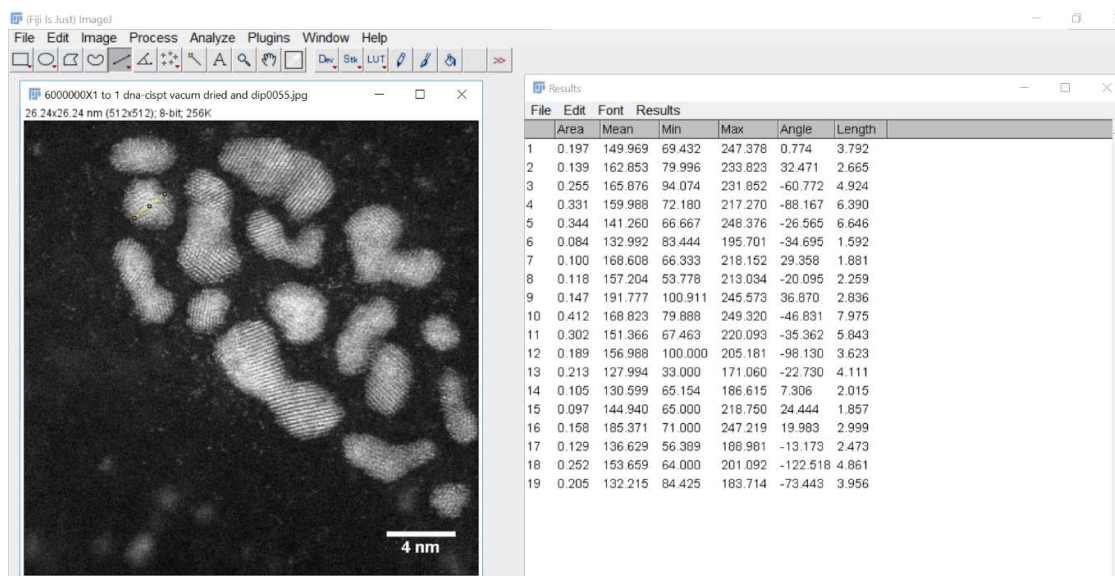 (Fiji Is Just) ImageJ
File Edit Image Process Analyze Plugins Window Help
A Dev Stk LUT >>
6000000X1 to 1 dna-cispt vacum dried and dip0055.jpg
26.24x26.24 nm (512x512); 8-bit; 256K
4 nm
Results
File Edit Font Results
Area Mean Min Max Angle Length
1 0.197 149.969 69.432 247.378 0.774 3.792
2 0.139 162.853 79.996 233.823 32.471 2.665
3 0.255 165.876 94.074 231.852 -60.772 4.924
4 0.331 159.988 72.180 217.270 -88.167 6.390
5 0.344 141.260 66.667 248.376 -26.565 6.646
6 0.084 132.992 83.444 195.701 -34.695 1.592
7 0.100 168.608 66.333 218.152 29.358 1.881
8 0.118 157.204 53.778 213.034 -20.095 2.259
9 0.147 191.777 100.911 245.573 36.870 2.836
10 0.412 168.823 79.888 249.320 -46.831 7.975
11 0.302 151.366 67.463 220.093 -35.362 5.843
12 0.189 156.988 100.000 205.181 -98.130 3.623
13 0.213 127.994 33.000 171.060 -22.730 4.111
14 0.105 130.599 65.154 186.615 7.306 2.015
15 0.097 144.940 65.000 218.750 24.444 1.857
16 0.158 185.371 71.000 247.219 19.983 2.999
17 0.129 136.629 56.389 188.981 -13.173 2.473
18 0.252 153.659 64.000 201.092 -122.518 4.861
19 0.205 132.215 84.425 183.714 -73.443 3.956